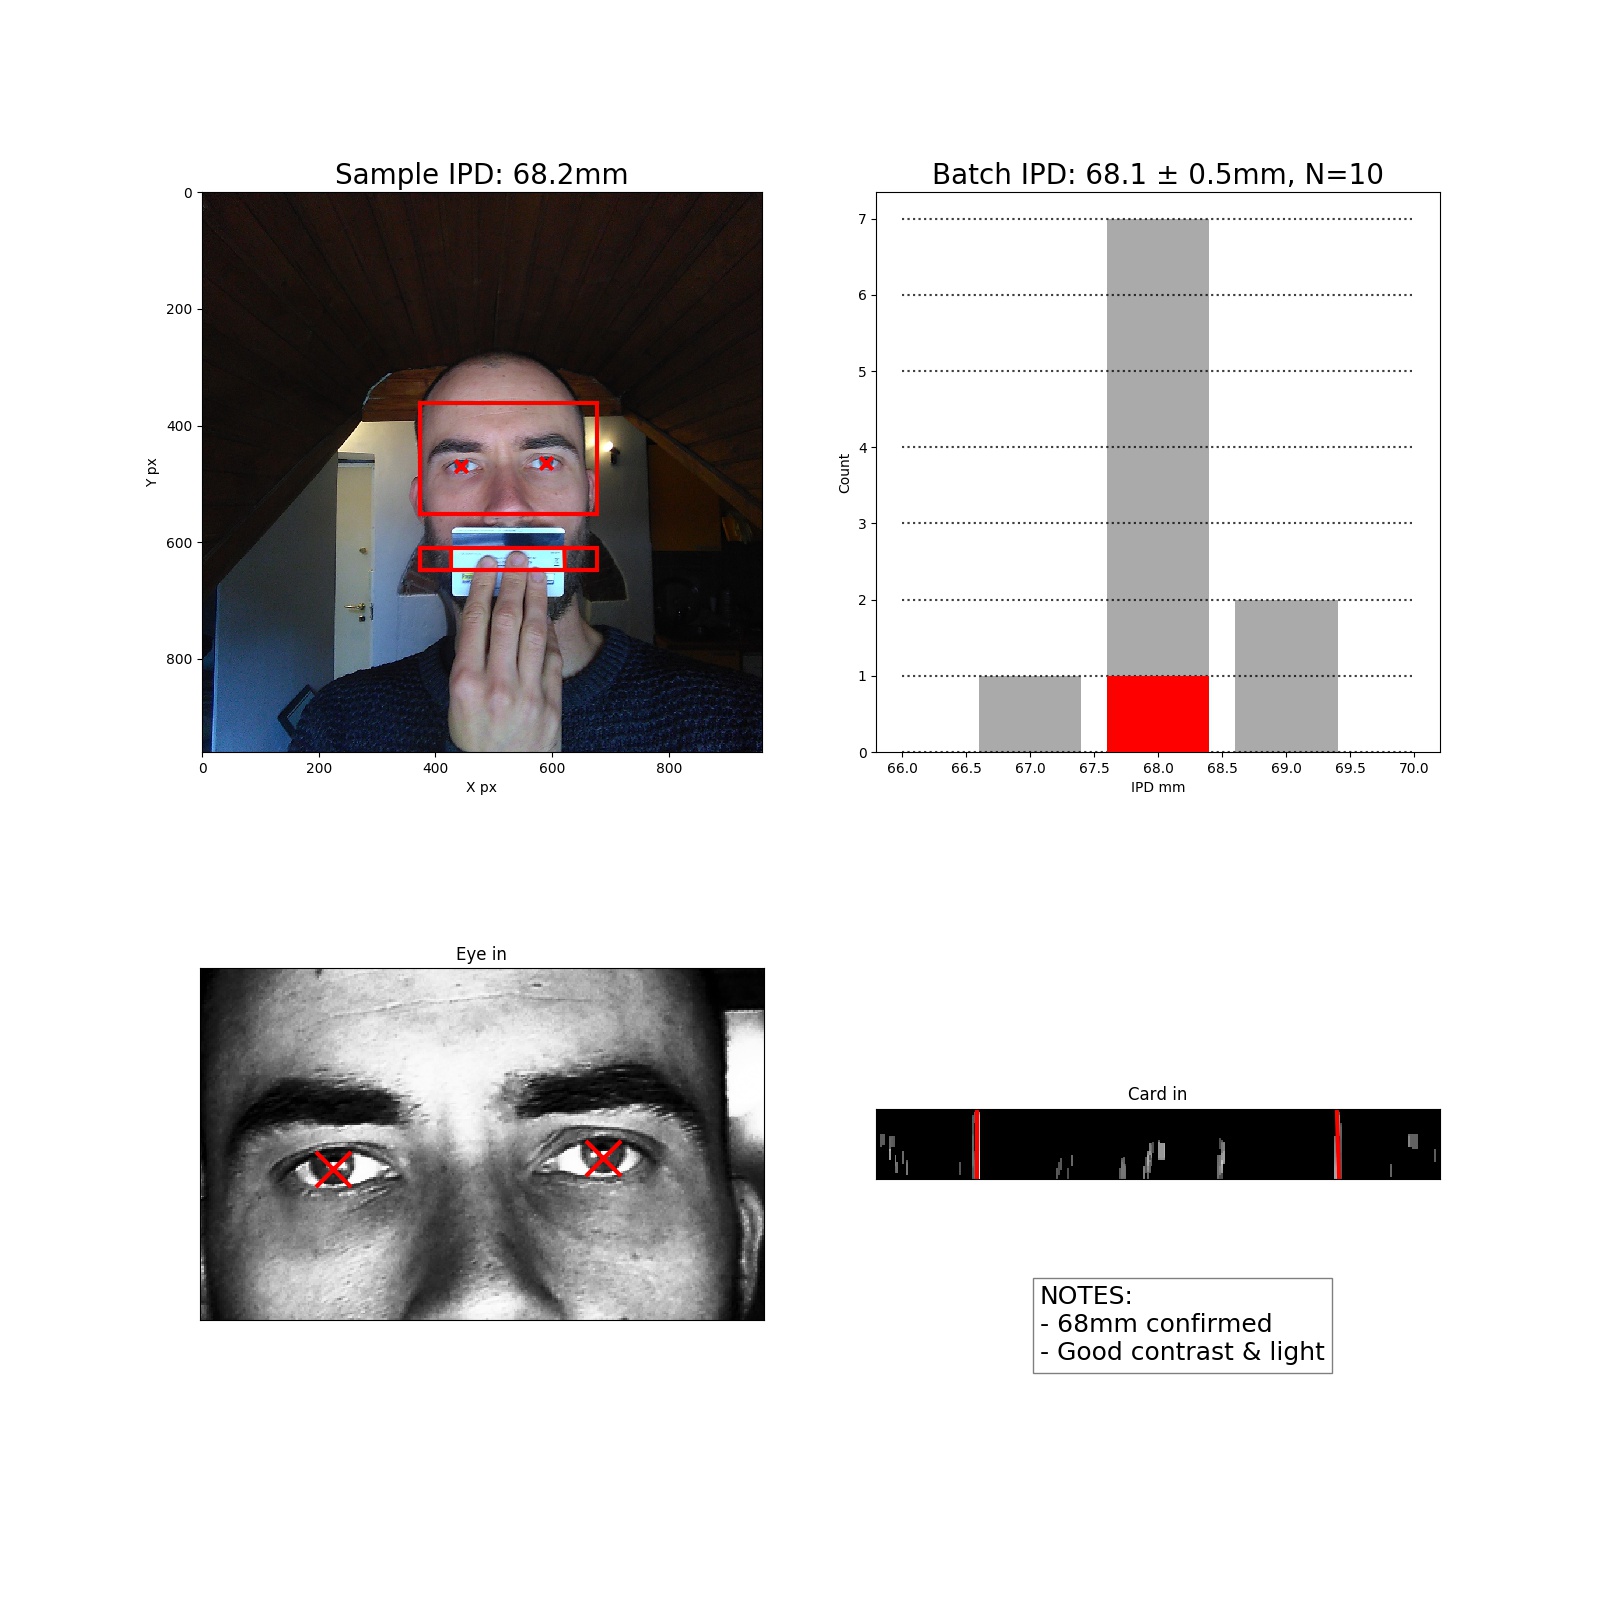 Sample IPD: 68.2mm
0
200
400
600
800
Y px
0 200 400 600 800
X px
Batch IPD: 68.1 ± 0.5mm, N=10
7
6
5
4
3
2
1
0
Count
66.0 66.5 67.0 67.5 68.0 68.5 69.0 69.5 70.0
IPD mm
Eye in
Card in
NOTES:
- 68mm confirmed
- Good contrast & light